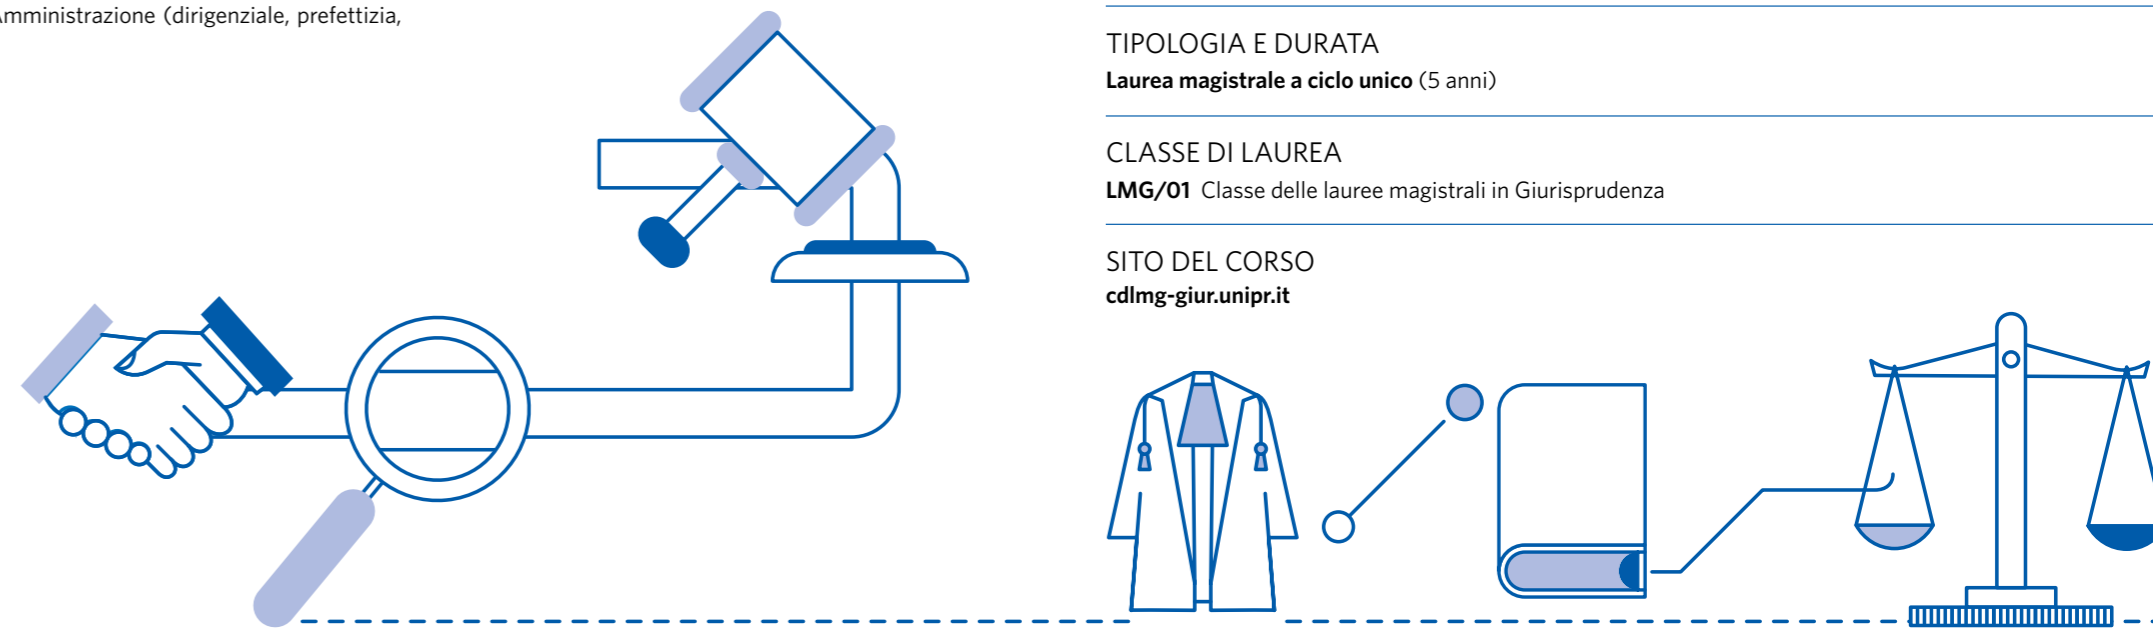 Amministrazione (dirigenziale, prefettizia,
TIPOLOGIA E DURATA
Laurea magistrale a ciclo unico (5 anni)
CLASSE DI LAUREA
LMG/01 Classe delle lauree magistrali in Giurisprudenza
SITO DEL CORSO
cdlmg-giur.unipr.it